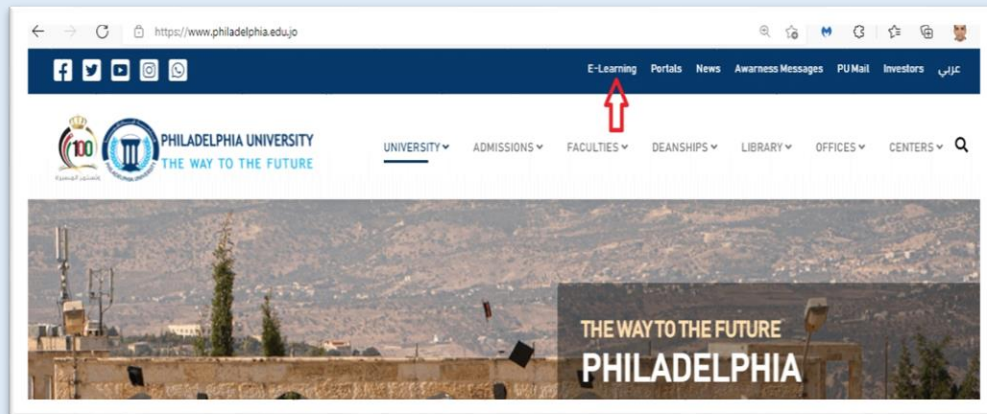 https://www.philadelphia.edu.jo
E-Learning Portals News Awarness Messages PU Mail Investors عربي
100
PHILADELPHIA UNIVERSITY
THE WAY TO THE FUTURE
UNIVERSITY ADMISSIONS FACULTIES DEANSHIPS LIBRARY OFFICES CENTERS
THE WAY TO THE FUTURE
PHILADELPHIA